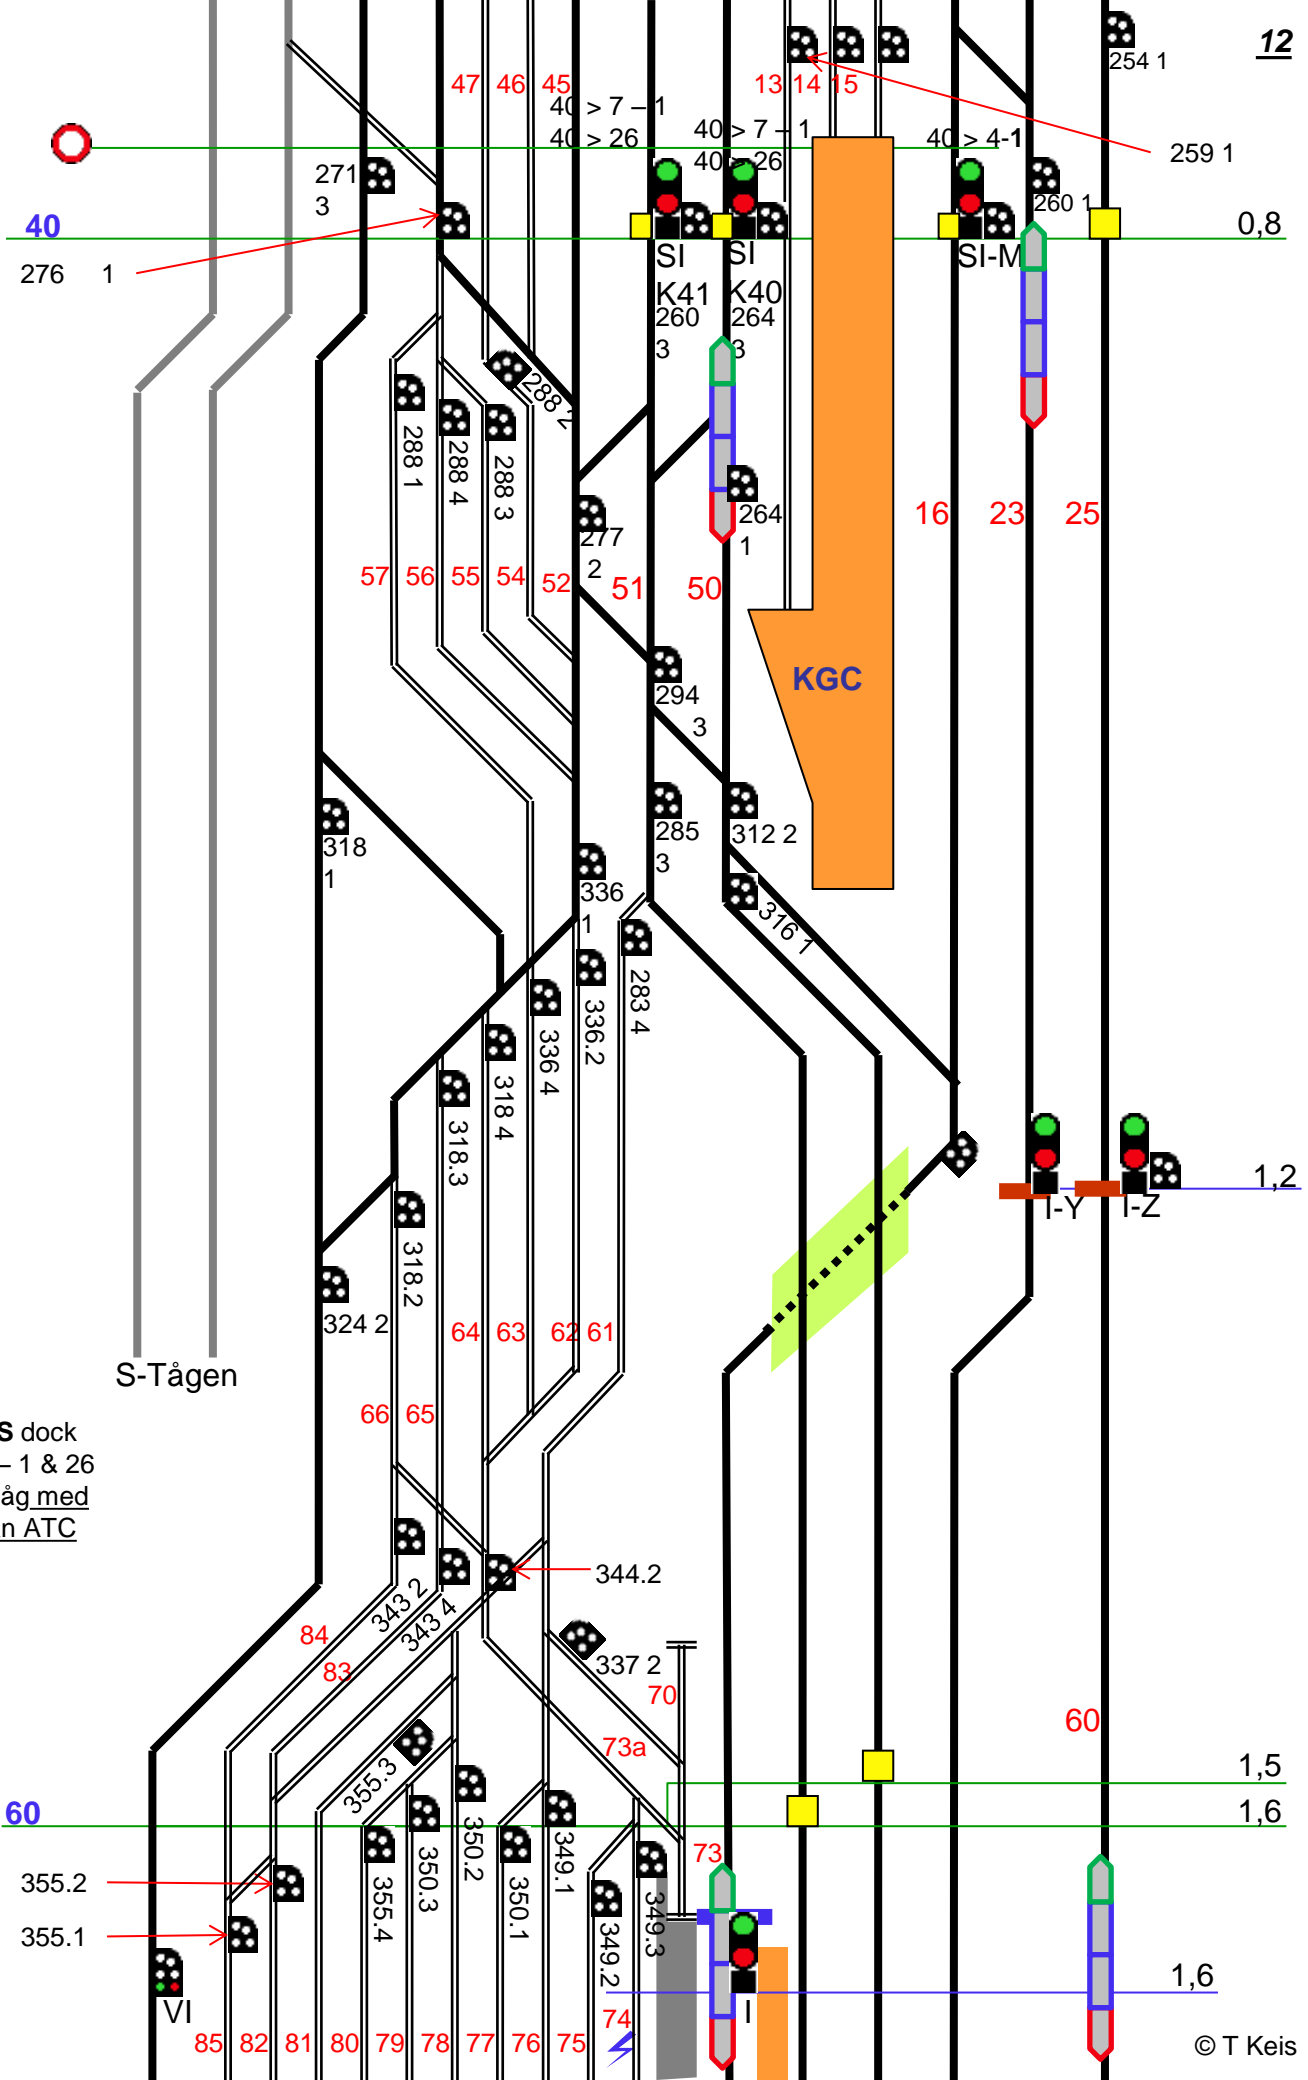 12
254 1
47 46 45
13 14 15
40 > 7 – 1
40 > 26
40 > 7 – 1
40 > 26
40 > 4-1
259 1
271
3
260 1
40
0,8
276 1
SI
K41
260
3
SI
K40
264
3
SI-M
288 2
288 1
288 4
288 3
277
2
264
1
16 23 25
57 56 55 54 52 51 50
294
3
KGC
318
1
285
3
312 2
336
1
316 1
283 4
336.2
336 4
318 4
318.3
1,2
I-Y
I-Z
318.2
324 2
64 63 62 61
S-Tågen
66 65
S dock
– 1 & 26
åg med
n ATC
344.2
343 2
343 4
84
83
337 2
70
60
73a
355.3
1,5
60
1,6
350.2
350.3
355.4
350.1
349.1
73
349.3
349.2
355.2
355.1
1,6
VI
I
74
85 82 81 80 79 78 77 76 75
© T Keis